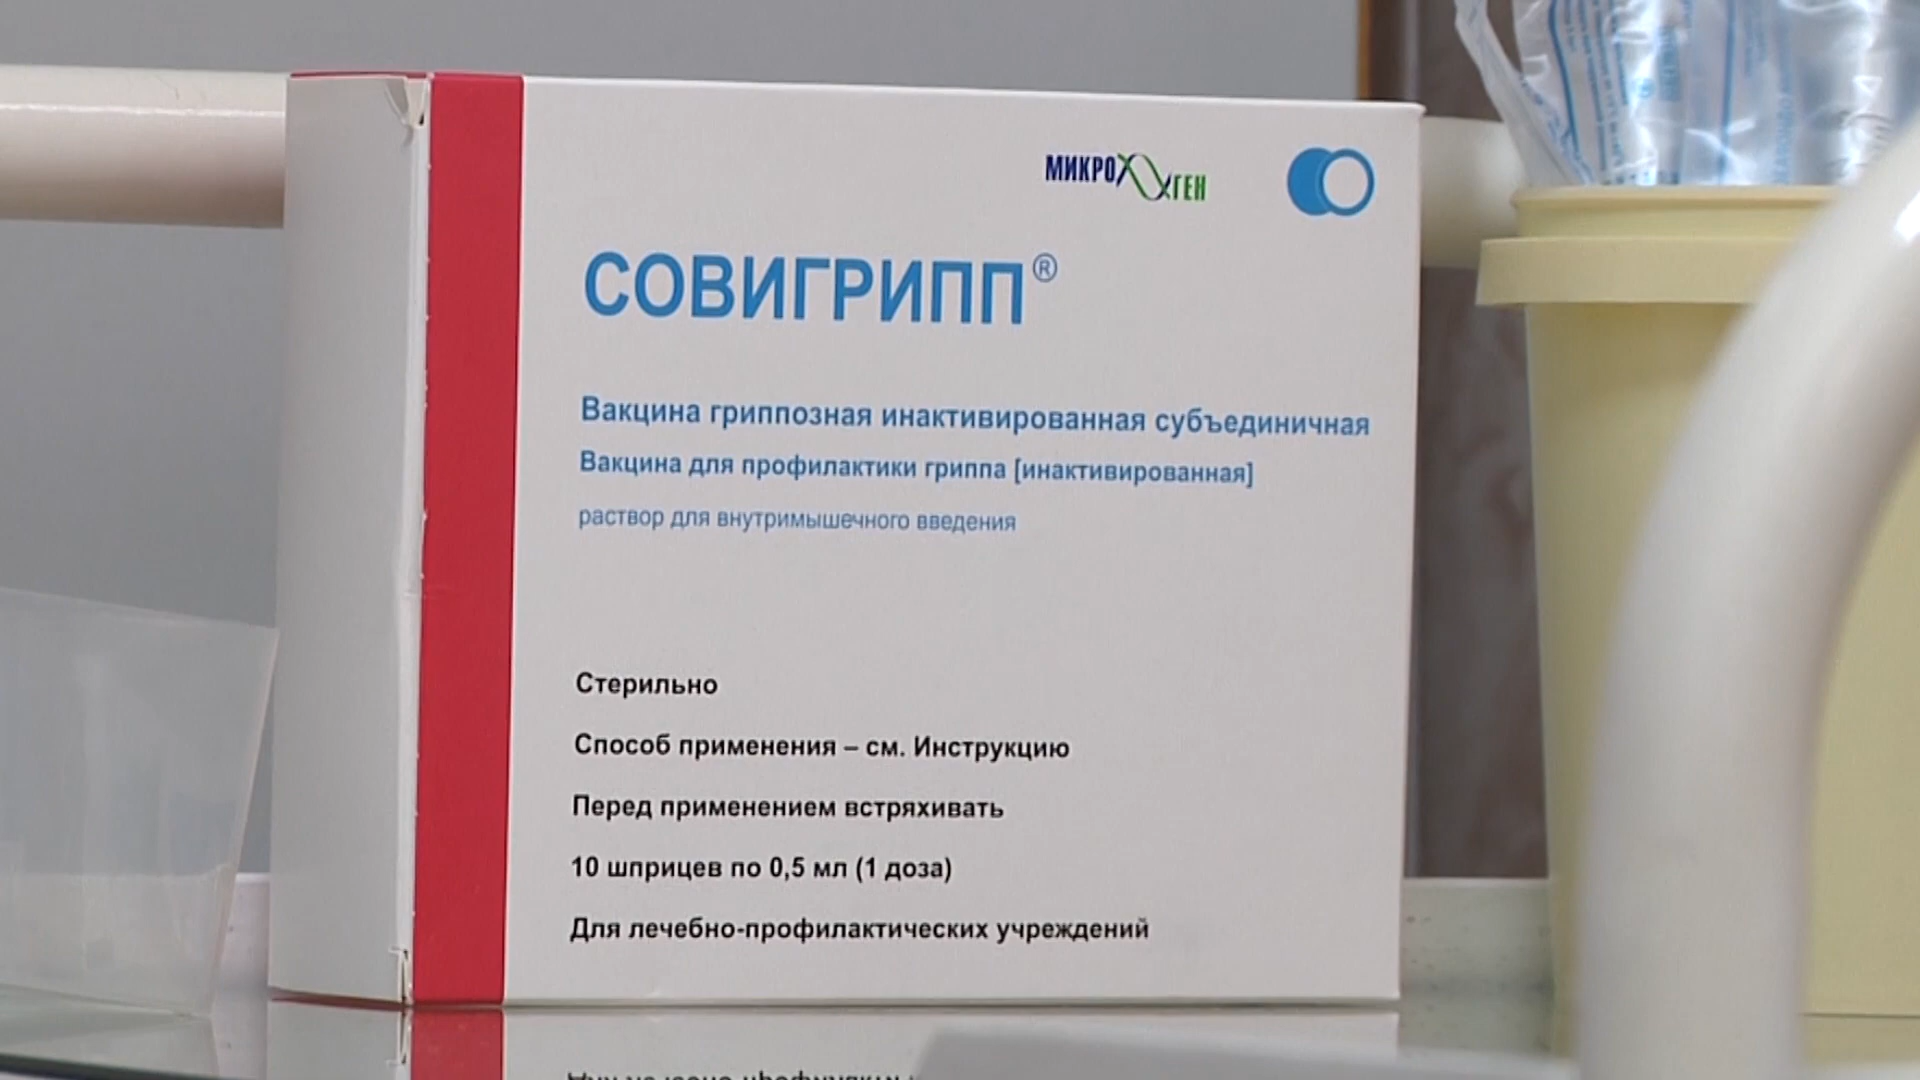 МИКРОГЕН
СОВИГРИПП®
Вакцина гриппозная инактивированная субъединичная
Вакцина для профилактики гриппа [инактивированная]
раствор для внутримышечного введения
Стерильно
Способ применения – см. Инструкцию
Перед применением встряхивать
10 шприцев по 0,5 мл (1 доза)
Для лечебно-профилактических учреждений